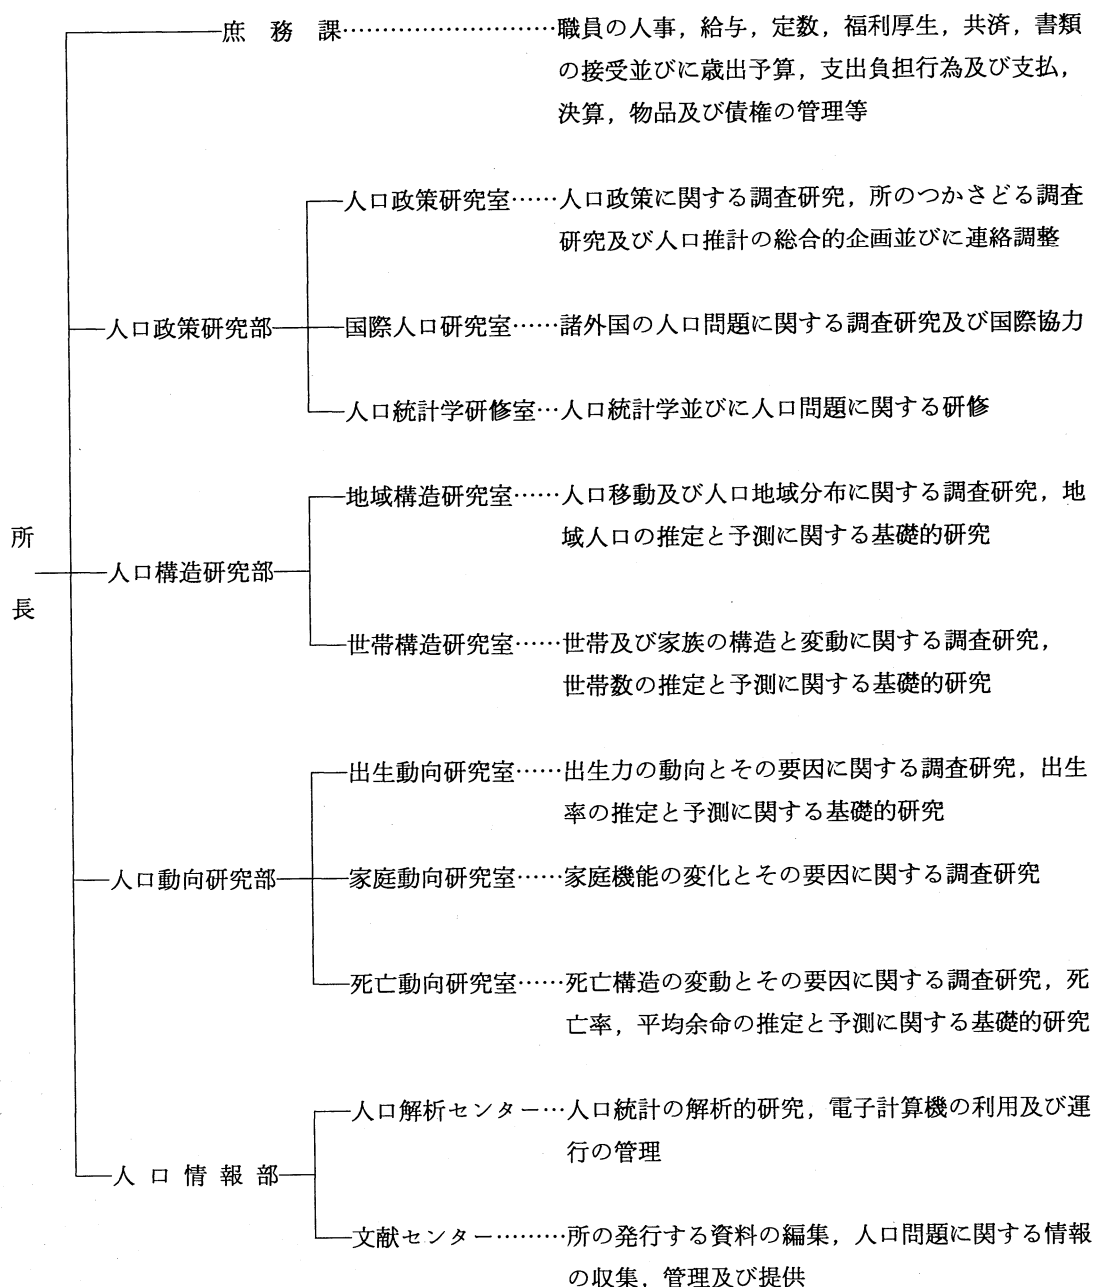 庶務課………………………職員の人事，給与，定数，福利厚生，共済，書類
の接受並びに歳出予算，支出負担行為及び支払，
決算，物品及び債権の管理等
人口政策研究室……人口政策に関する調査研究，所のつかさどる調査
研究及び人口推計の総合的企画並びに連絡調整
人口政策研究部
国際人口研究室……諸外国の人口問題に関する調査研究及び国際協力
人口統計学研修室…人口統計学並びに人口問題に関する研修
地域構造研究室……人口移動及び人口地域分布に関する調査研究，地
域人口の推定と予測に関する基礎的研究
所長
人口構造研究部
世帯構造研究室……世帯及び家族の構造と変動に関する調査研究，
世帯数の推定と予測に関する基礎的研究
出生動向研究室……出生力の動向とその要因に関する調査研究，出生
率の推定と予測に関する基礎的研究
人口動向研究部
家庭動向研究室……家庭機能の変化とその要因に関する調査研究
死亡動向研究室……死亡構造の変動とその要因に関する調査研究，死
亡率，平均余命の推定と予測に関する基礎的研究
人口解析センター…人口統計の解析的研究，電子計算機の利用及び運
行の管理
人口情報部
文献センター………所の発行する資料の編集，人口問題に関する情報
の収集，管理及び提供